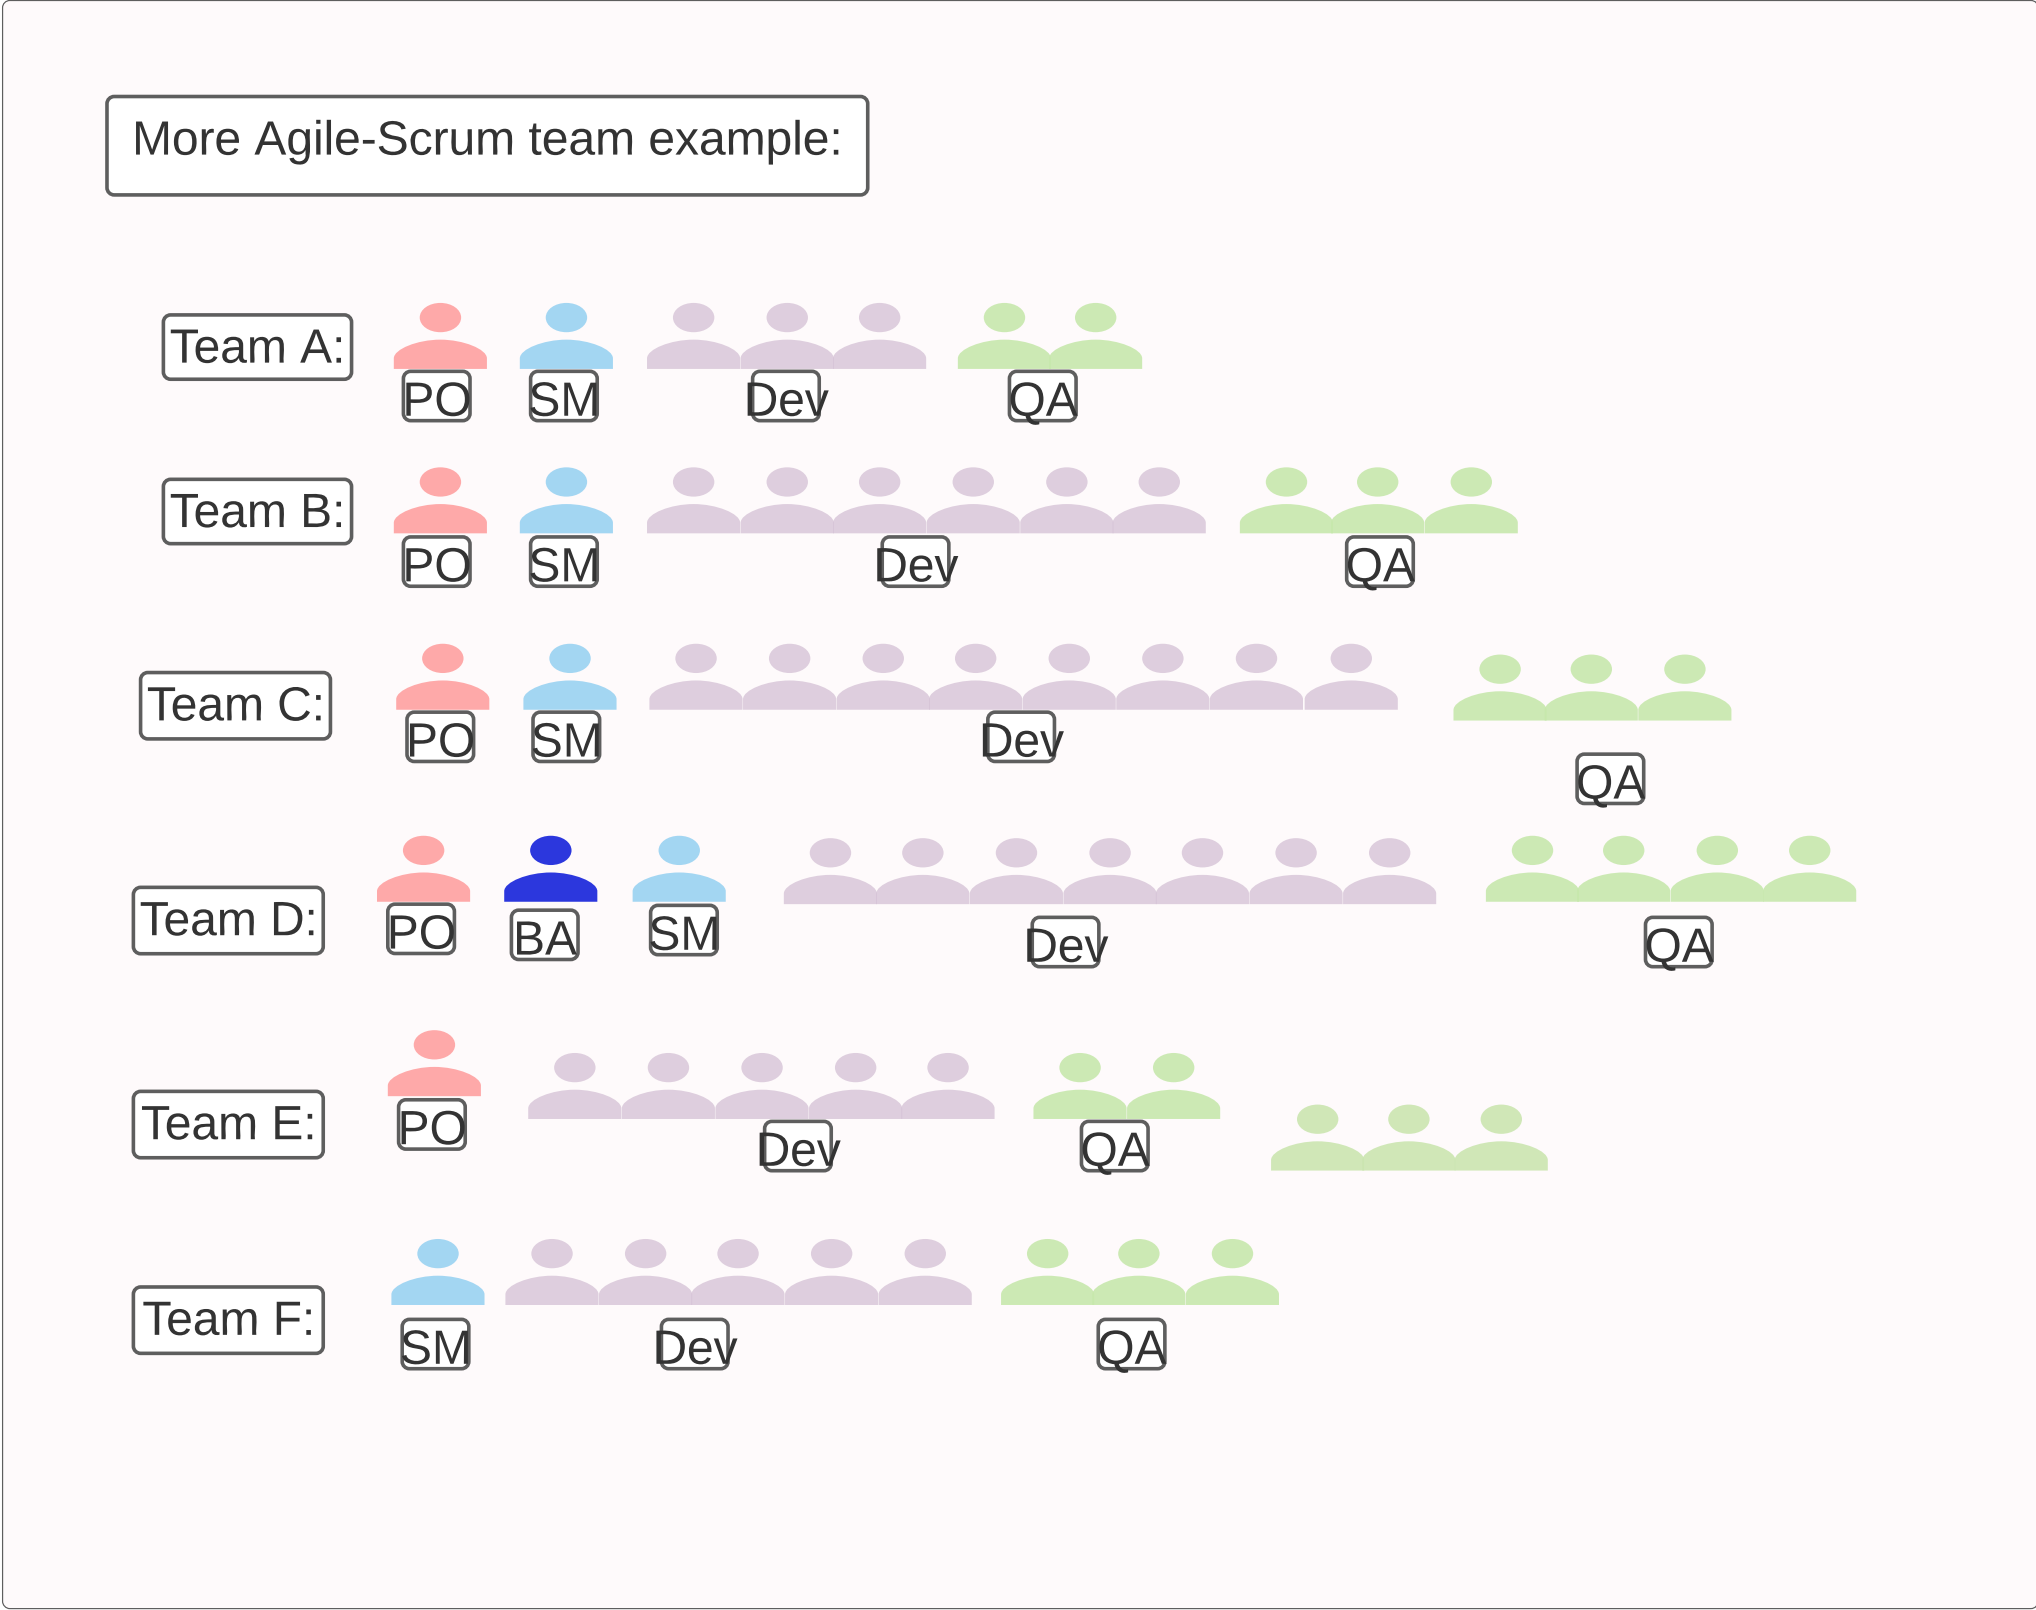 More Agile-Scrum team example:
Team A:
PO
SM
Dev
QA
Team B:
PO
SM
Dev
QA
Team C:
PO
SM
Dev
QA
Team D:
PO
BA
SM
Dev
QA
Team E:
PO
Dev
QA
Team F:
SM
Dev
QA